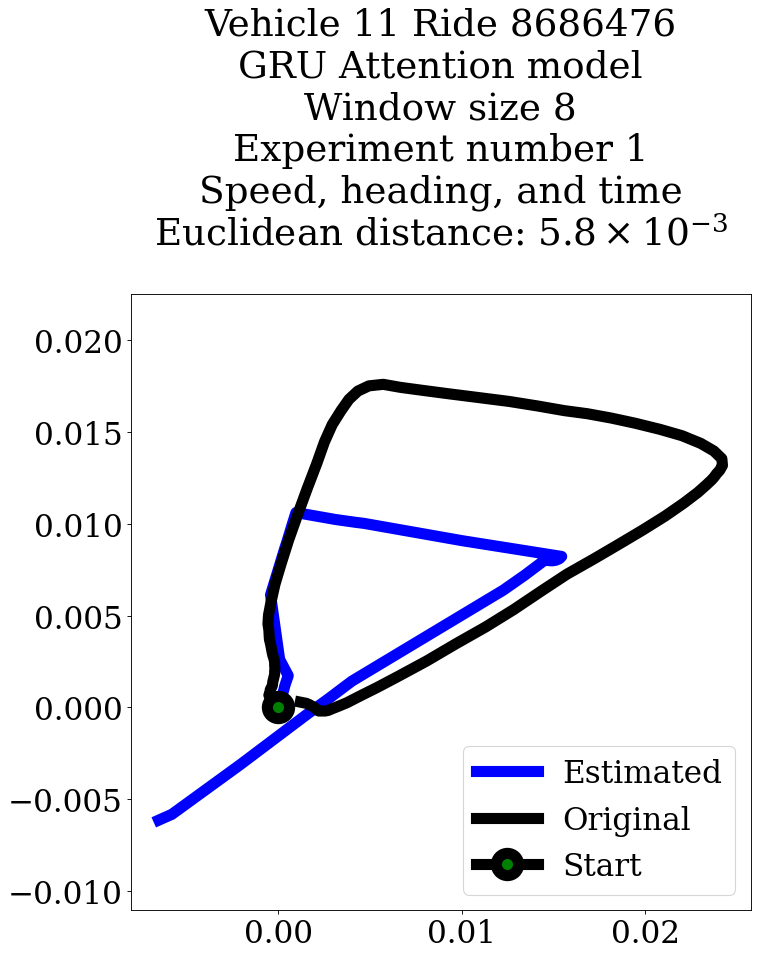 Vehicle 11 Ride 8686476
GRU Attention model
Window size 8
Experiment number 1
Speed, heading, and time
Euclidean distance: 5.8 × 10⁻³
0.020
0.015
0.010
0.005
0.000
−0.005
−0.010
0.00 0.01 0.02
Estimated
Original
Start